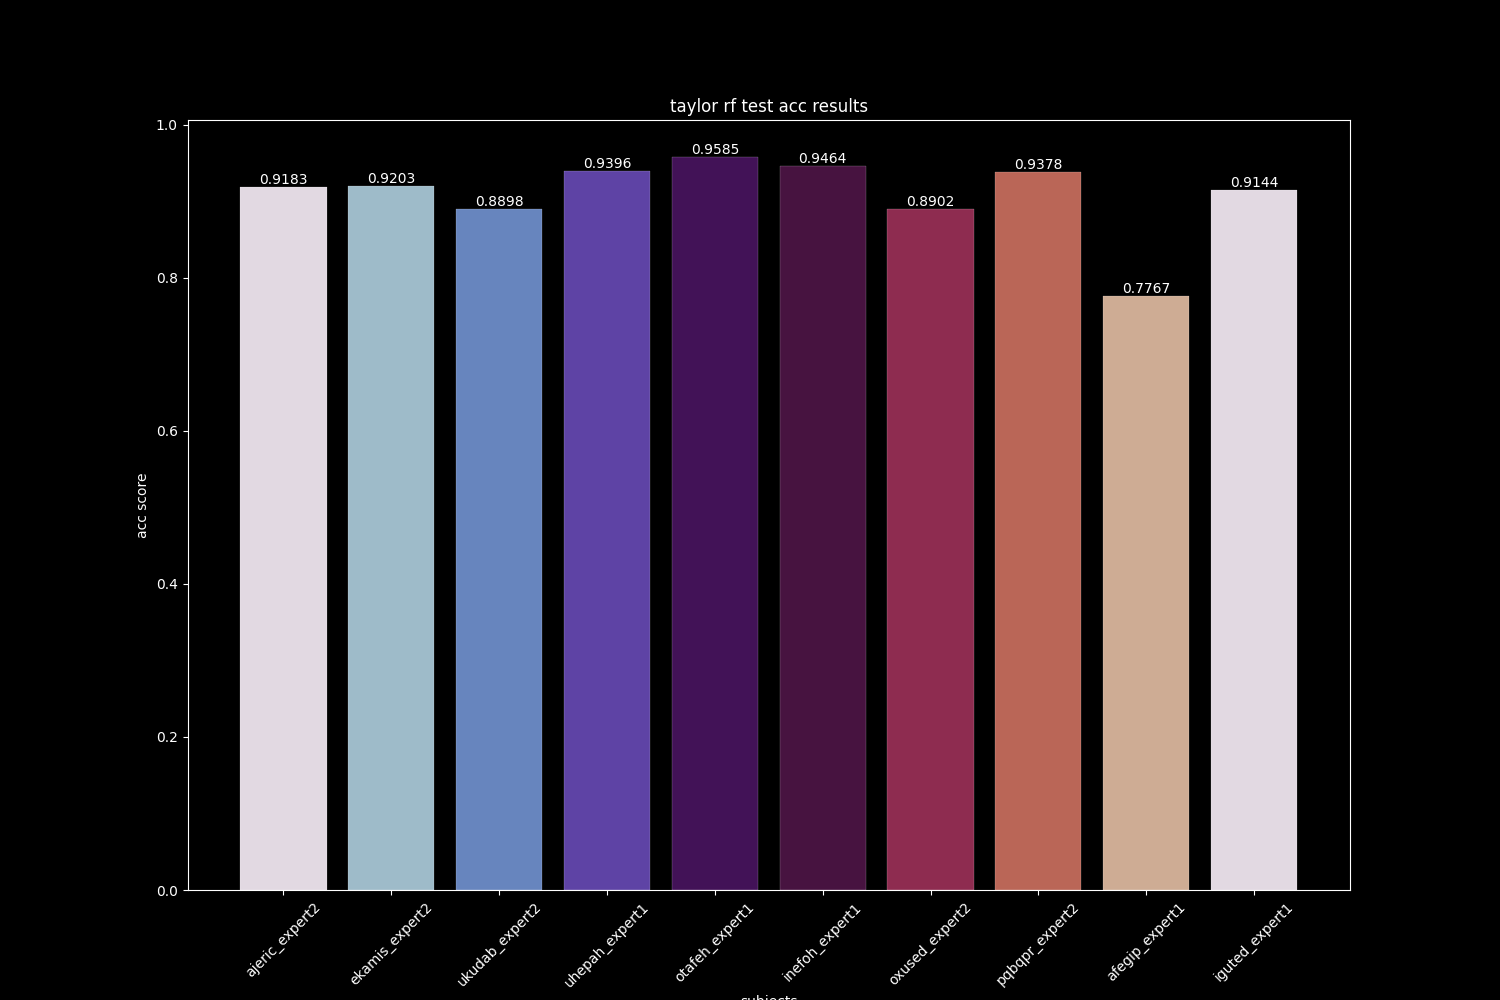 taylor rf test acc results
1.0
0.8
0.6
0.4
0.2
0.0
acc score
0.9183
0.9203
0.8898
0.9396
0.9585
0.9464
0.8902
0.9378
0.7767
0.9144
ajeric_expert2
ekamis_expert2
ukudab_expert2
uhepah_expert1
otafeh_expert1
inefoh_expert1
oxused_expert2
pqbqpr_expert2
afegip_expert1
iguted_expert1
subjects